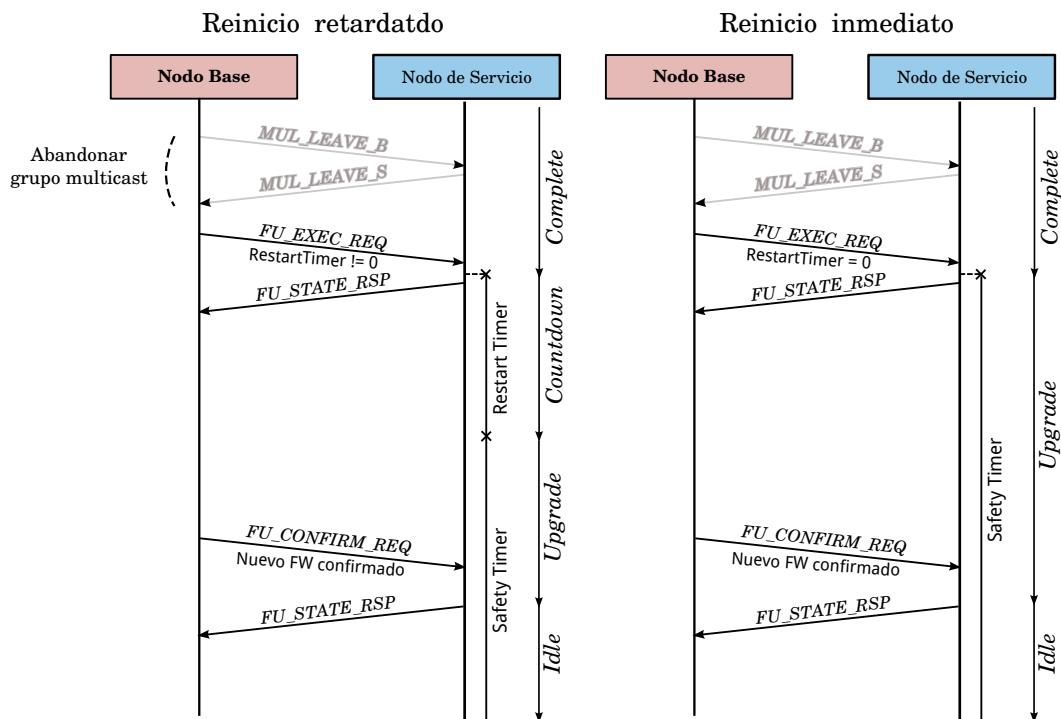 Reinicio retardatdo
Nodo Base
Nodo de Servicio
Abandonar
grupo multicast
MUL_LEAVE_B
MUL_LEAVE_S
FU_EXEC_REQ
RestartTimer != 0
FU_STATE_RSP
FU_CONFIRM_REQ
Nuevo FW confirmado
FU_STATE_RSP
Restart Timer
Safety Timer
Complete
Countdown
Upgrade
Idle
Reinicio inmediato
Nodo Base
Nodo de Servicio
MUL_LEAVE_B
MUL_LEAVE_S
FU_EXEC_REQ
RestartTimer = 0
FU_STATE_RSP
FU_CONFIRM_REQ
Nuevo FW confirmado
FU_STATE_RSP
Safety Timer
Complete
Upgrade
Idle